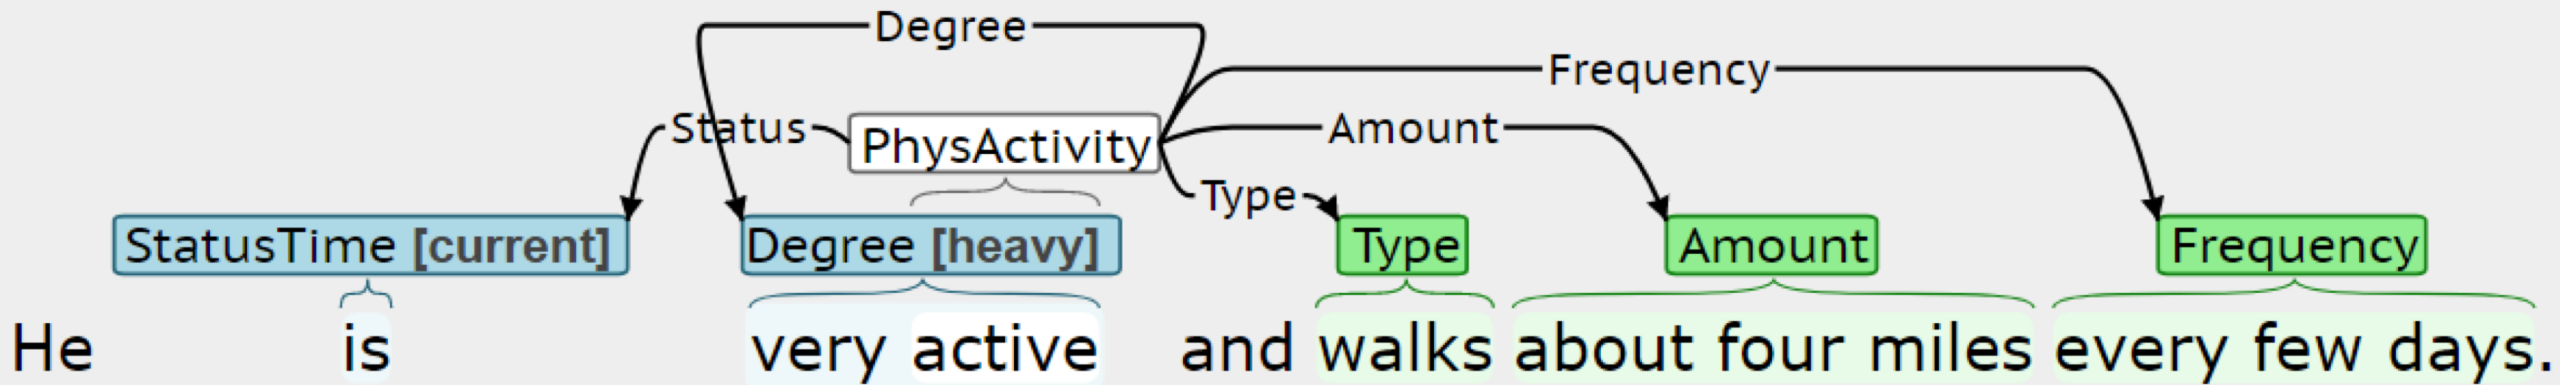 Degree
Frequency
Status PhysActivity Amount
Type
StatusTime [current] Degree [heavy] Type Amount Frequency
He is very active and walks about four miles every few days.